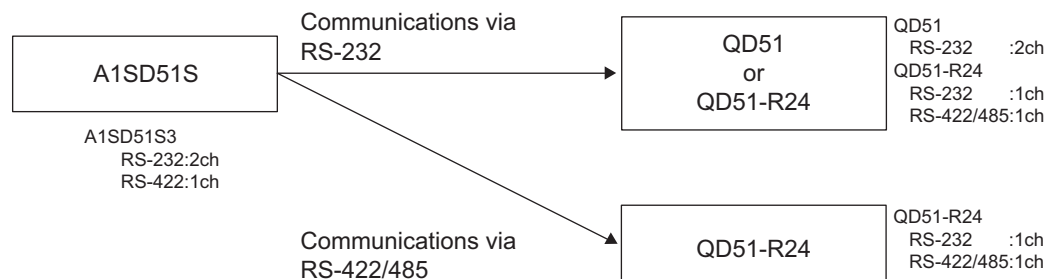 Communications via
RS-232
A1SD51S
A1SD51S3
RS-232:2ch
RS-422:1ch
QD51
or
QD51-R24
QD51
RS-232 :2ch
QD51-R24
RS-232 :1ch
RS-422/485:1ch
Communications via
RS-422/485
QD51-R24
QD51-R24
RS-232 :1ch
RS-422/485:1ch